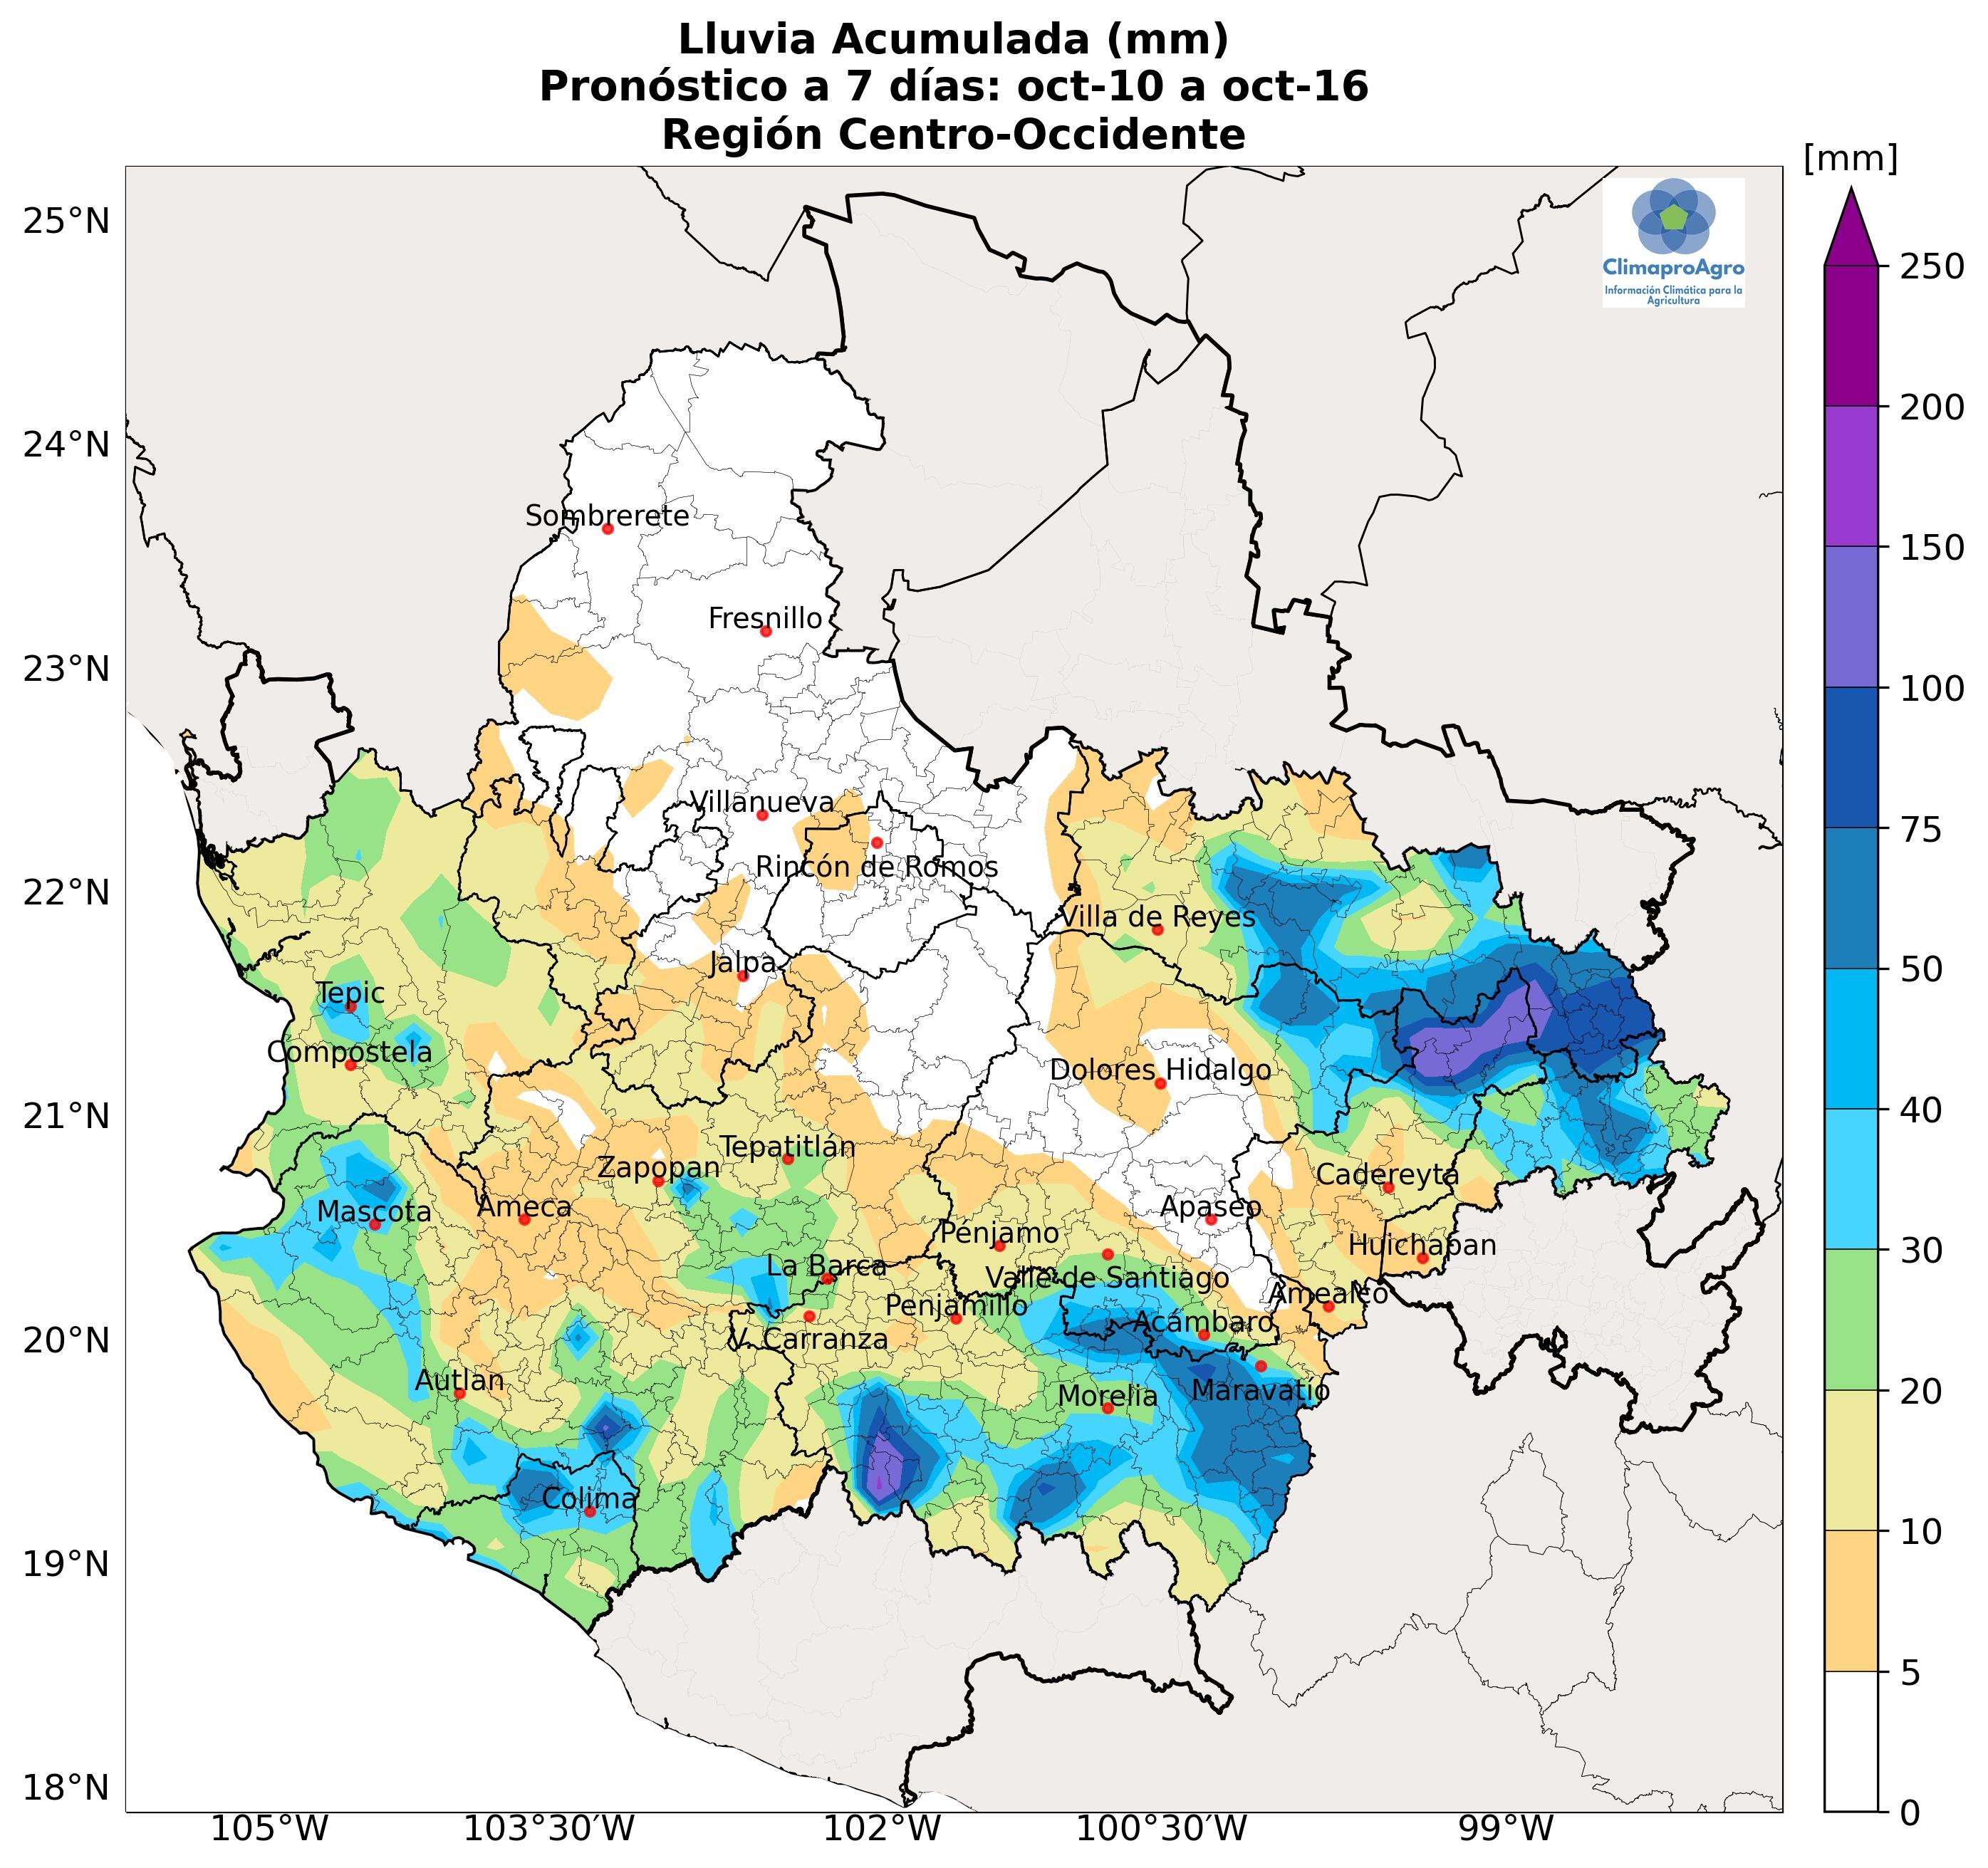 Lluvia Acumulada (mm)
Pronóstico a 7 días: oct-10 a oct-16
Región Centro-Occidente
[mm]
25°N
ClimaproAgro
Información Climática para la
Agricultura
250
24°N
200
Sombrerete
150
Fresnillo
23°N
100
Villanueva
75
Rincón de Romos
22°N
Villa de Reyes
Jalpa
50
Tepic
Compostela
Dolores Hidalgo
21°N
40
Tepatitlán
Zapopan
Cadereyta
Mascota
Ameca
Apaseo
Penjamo
Huichapan
30
La Barca
Valle de Santiago
Penjamillo
Amealco
20°N
V. Carranza
Acámbaro
Autlan
Morelia
Maravatío
20
Colima
10
19°N
5
18°N
0
105°W
103°30'W
102°W
100°30'W
99°W